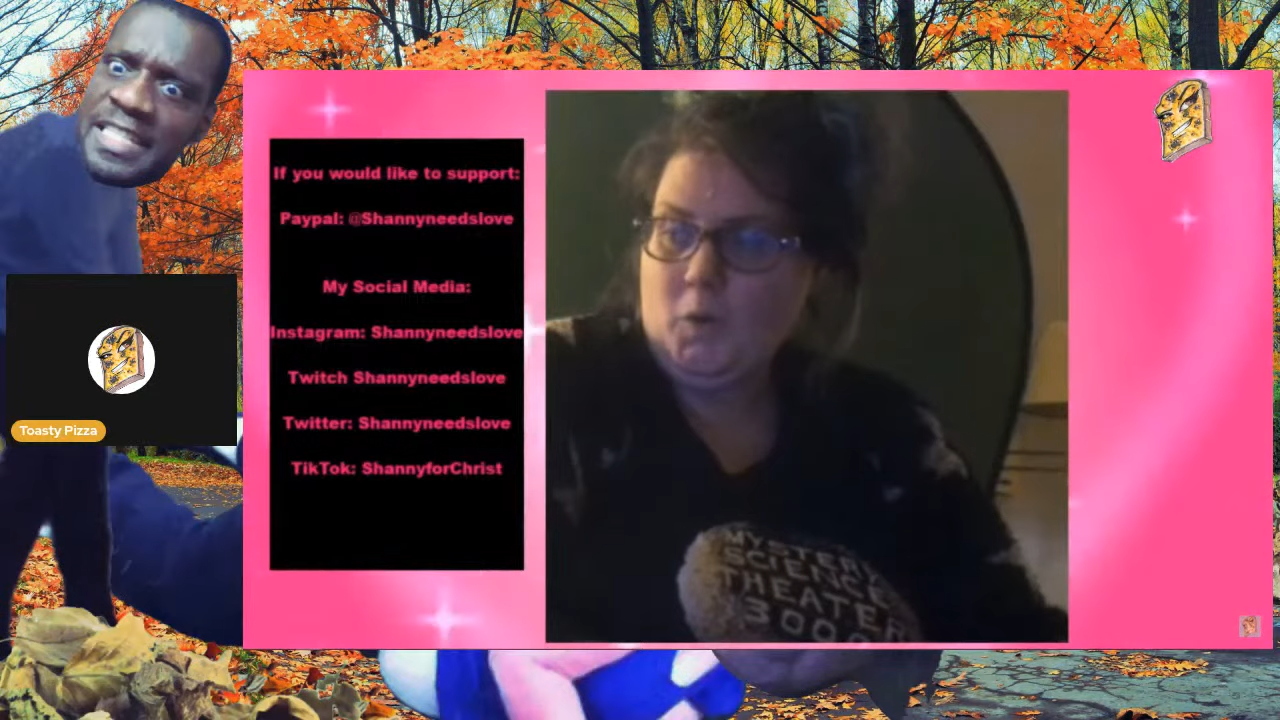 If you would like to support:
Paypal: @Shannyneedslove
My Social Media:
Instagram: Shannyneedslove
Twitch Shannyneedslove
Twitter: Shannyneedslove
TikTok: ShannyforChrist
Toasty Pizza
MYSTERY
SCIENCE
THEATER
3000